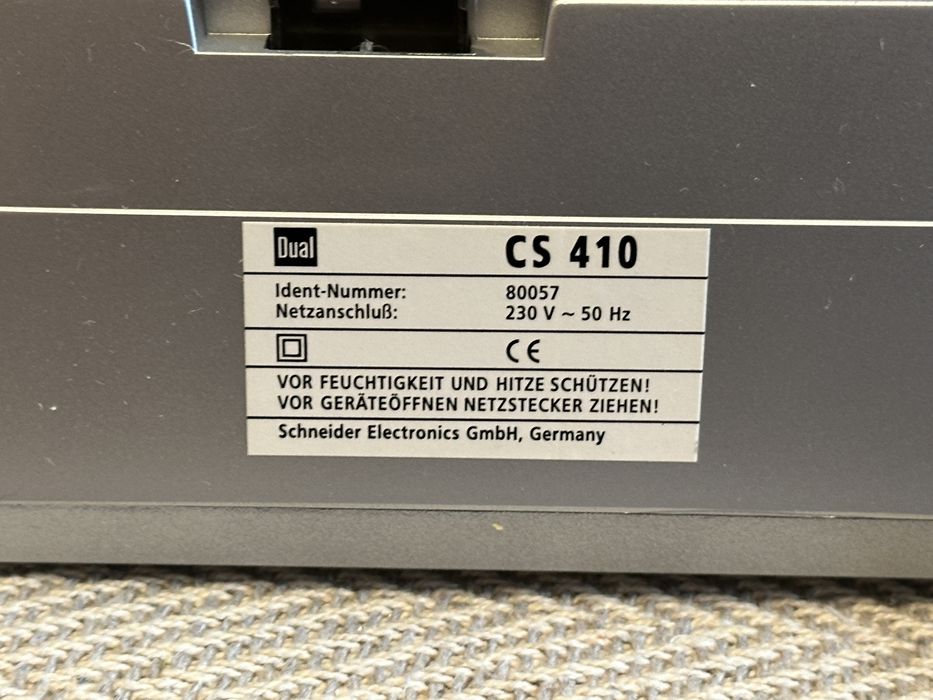 Dual CS 410
Ident-Nummer: 80057
Netzanschluß: 230 V ~ 50 Hz
CE
VOR FEUCHTIGKEIT UND HITZE SCHÜTZEN!
VOR GERÄTEÖFFNEN NETZSTECKER ZIEHEN!
Schneider Electronics GmbH, Germany